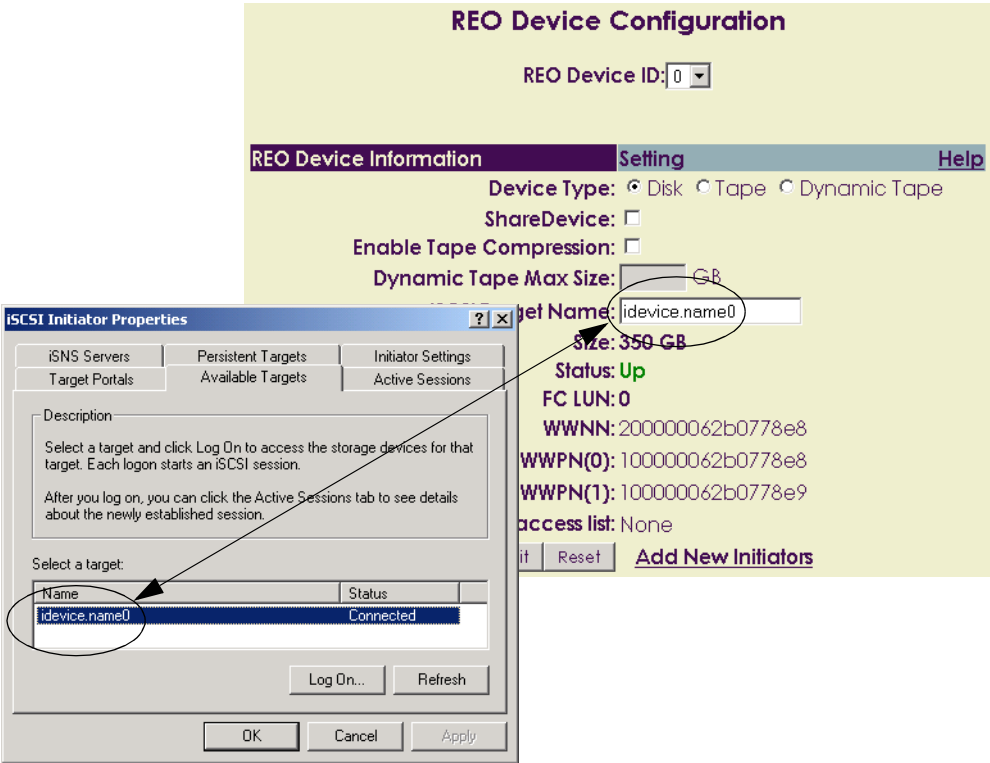 REO Device Configuration
REO Device ID: 0
REO Device Information Setting Help
Device Type: Disk Tape Dynamic Tape
ShareDevice:
Enable Tape Compression:
Dynamic Tape Max Size: GB
get Name: idevice.name0
Size: 350 GB
Status: Up
FC LUN: 0
WWNN: 200000062b0778e8
WWPN(0): 100000062b0778e8
WWPN(1): 100000062b0778e9
access list: None
it Reset Add New Initiators
iSCSI Initiator Properties
iSNS Servers Persistent Targets Initiator Settings
Target Portals Available Targets Active Sessions
Description
Select a target and click Log On to access the storage devices for that
target. Each logon starts an iSCSI session.
After you log on, you can click the Active Sessions tab to see details
about the newly established session.
Select a target:
Name Status
idevice.name0 Connected
Log On... Refresh
OK Cancel Apply